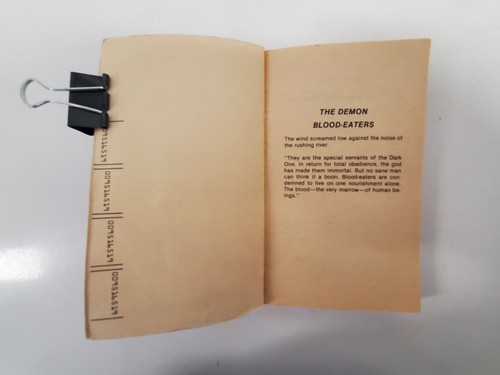 THE DEMON
BLOOD-EATERS
The wind screamed low against the noise of
the rushing river.
"They are the special servants of the Dark
One. In return for total obedience, the god
has made them immortal. But no sane man
can think it a boon. Blood-eaters are con-
demned to live on one nourishment alone.
The blood—the very marrow—of human be-
ings."